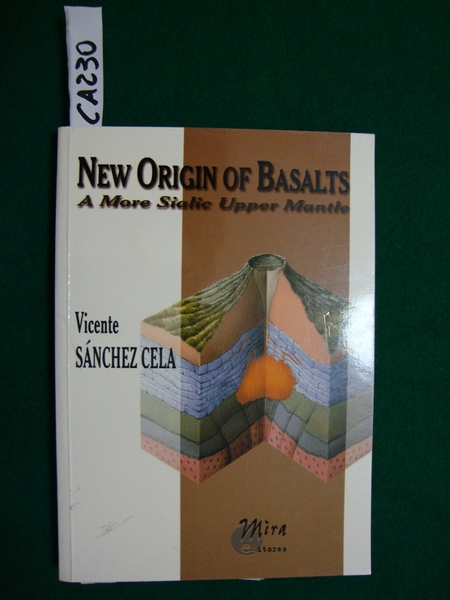 CA230
NEW ORIGIN OF BASALTS
A More Sialic Upper Mantle
Vicente
SÁNCHEZ CELA
Mira
editores